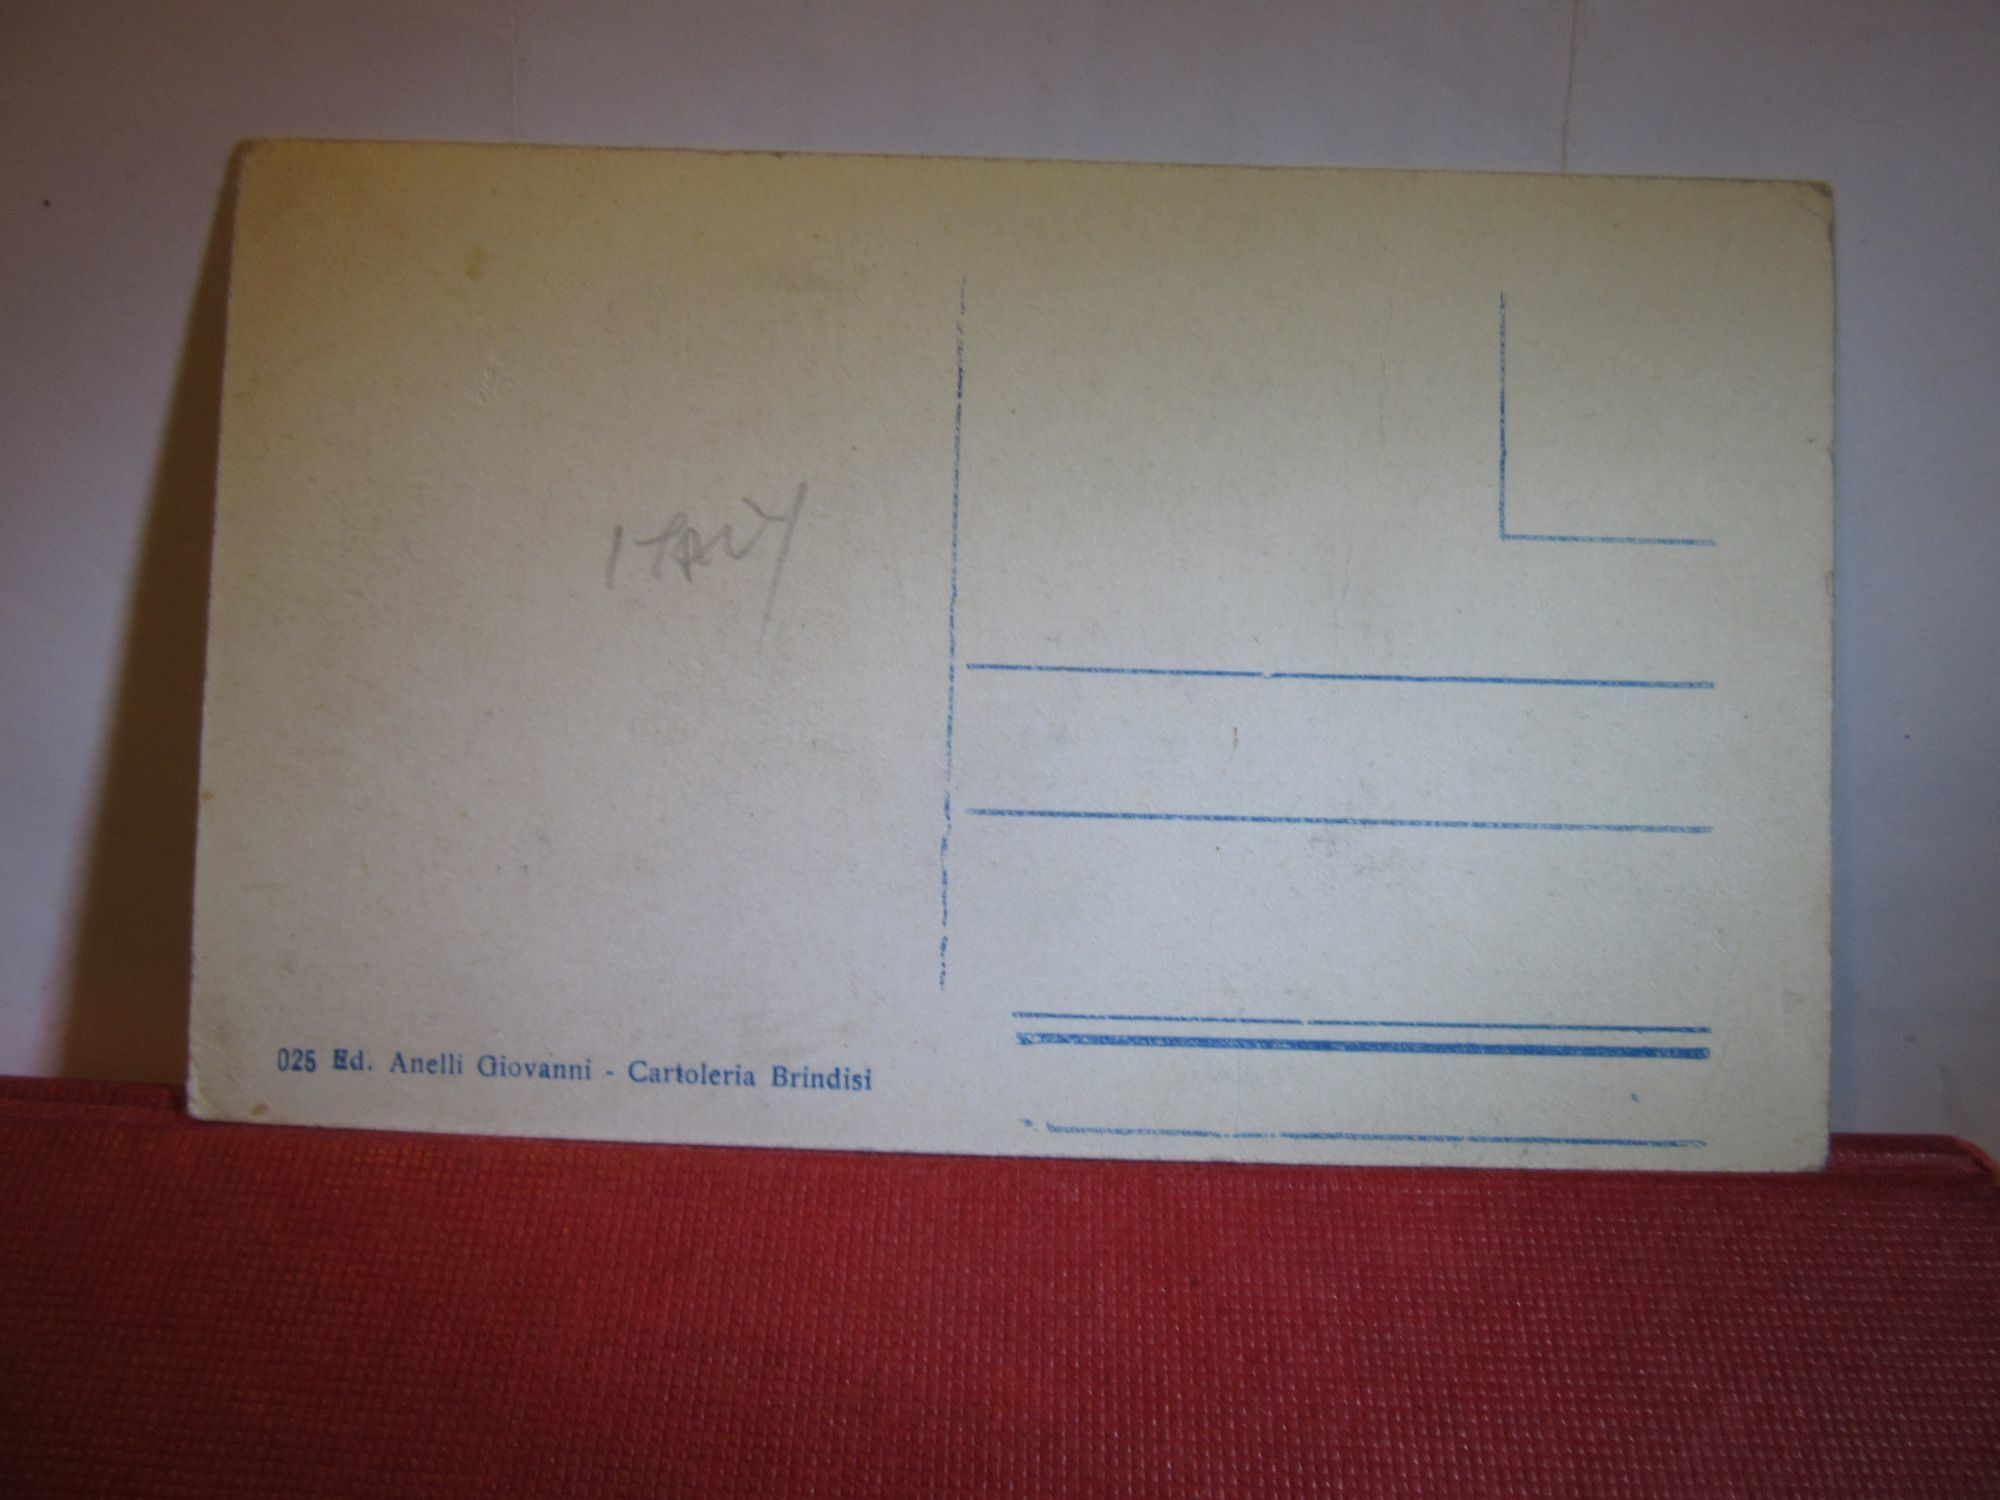 ITALY
025 Ed. Anelli Giovanni - Cartoleria Brindisi